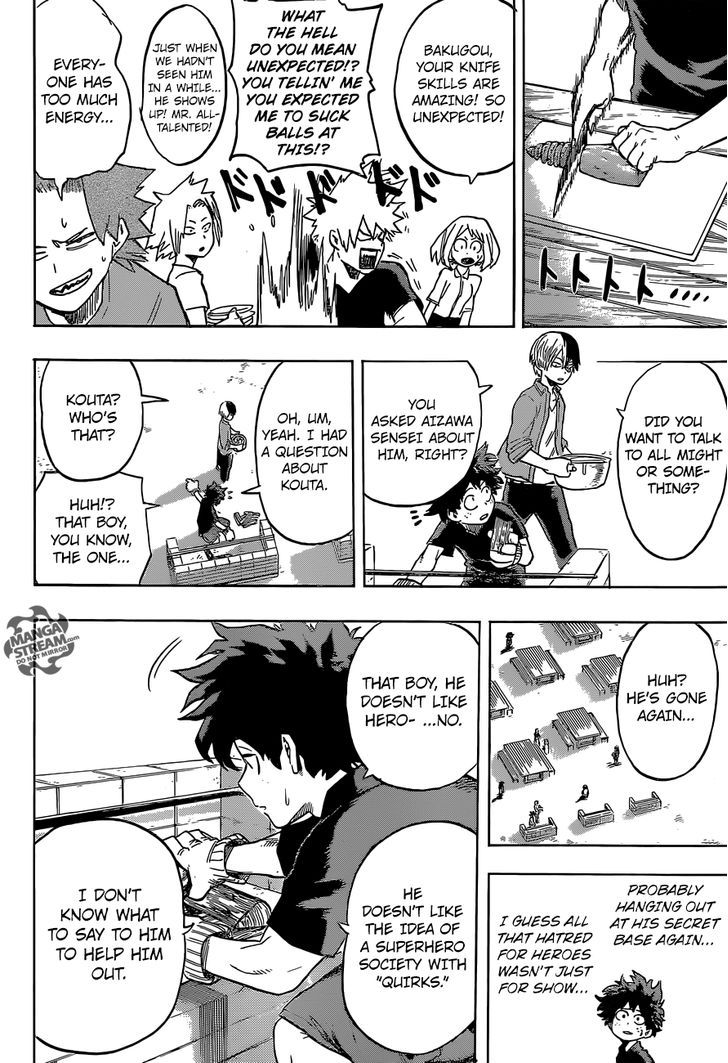 BAKUGOU,
YOUR KNIFE
SKILLS ARE
AMAZING! SO
UNEXPECTED!
WHAT
THE HELL
DO YOU MEAN
UNEXPECTED!?
YOU TELLIN' ME
YOU EXPECTED
ME TO SUCK
BALLS AT
THIS!?
JUST WHEN
WE HADN'T
SEEN HIM
IN A WHILE...
HE SHOWS
UP! MR. ALL-
TALENTED!
EVERY-
ONE HAS
TOO MUCH
ENERGY...
トトトト....
ドドドド
DID YOU
WANT TO TALK
TO ALL MIGHT
OR SOME-
THING?
YOU
ASKED AIZAWA
SENSEI ABOUT
HIM, RIGHT?
OH, UM,
YEAH. I HAD
A QUESTION
ABOUT
KOUTA.
KOUTA?
WHO'S
THAT?
HUH!?
THAT BOY,
YOU KNOW,
THE ONE...
HUH?
HE'S GONE
AGAIN...
PROBABLY
HANGING OUT
AT HIS SECRET
BASE AGAIN...
I GUESS ALL
THAT HATRED
FOR HEROES
WASN'T JUST
FOR SHOW...
THAT BOY, HE
DOESN'T LIKE
HERO- ...NO.
HE
DOESN'T LIKE
THE IDEA OF
A SUPERHERO
SOCIETY WITH
"QUIRKS."
I DON'T
KNOW WHAT
TO SAY TO HIM
TO HELP HIM
OUT.
MANGA
STREAM.com
DO NOT MIRROR